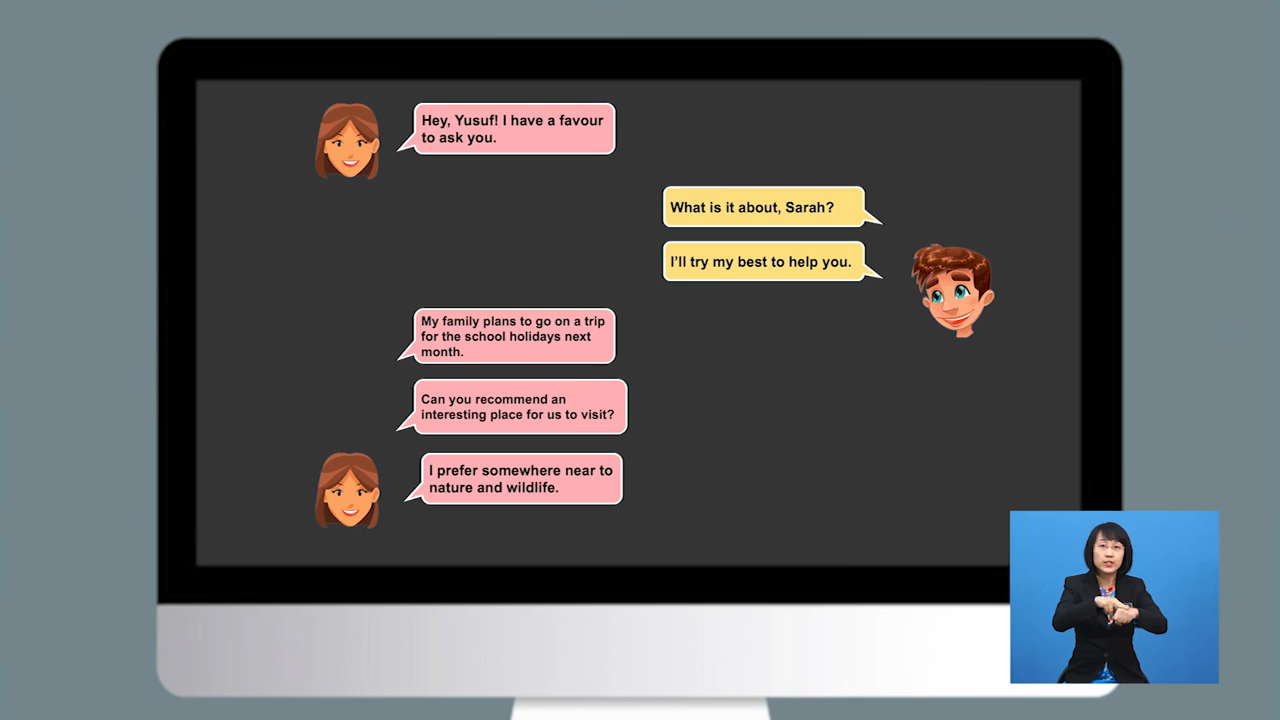 Hey, Yusuf! I have a favour
to ask you.
What is it about, Sarah?
I'll try my best to help you.
My family plans to go on a trip
for the school holidays next
month.
Can you recommend an
interesting place for us to visit?
I prefer somewhere near to
nature and wildlife.